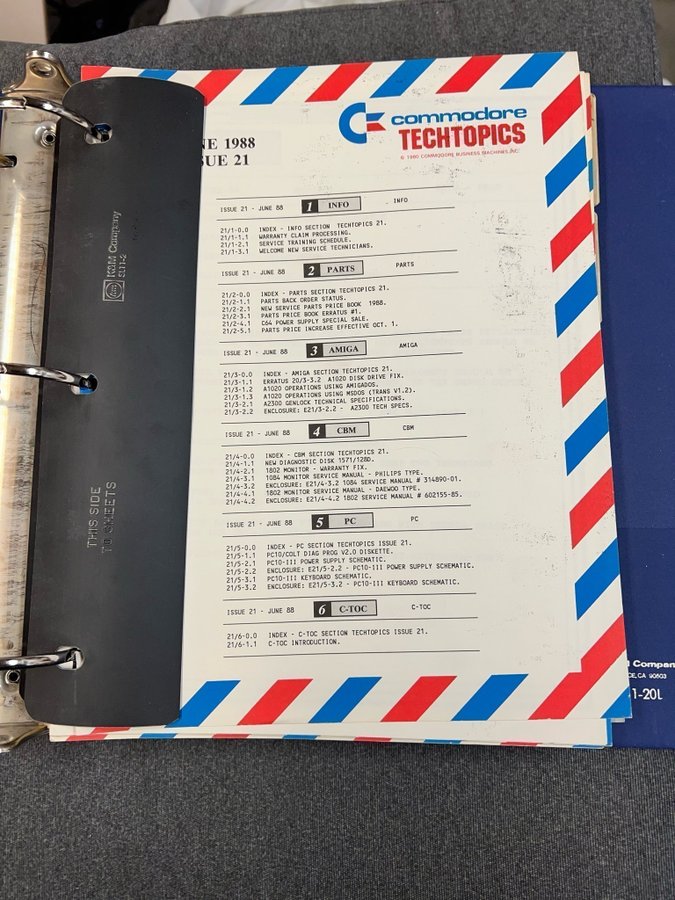 NE 1988
SUE 21
commodore
TECHTOPICS
© 1980 COMMODORE BUSINESS MACHINES, INC.
ISSUE 21 - JUNE 88 1 INFO - INFO
21/1-0.0 INDEX - INFO SECTION TECHTOPICS 21.
21/1-1.1 WARRANTY CLAIM PROCESSING.
21/1-2.1 SERVICE TRAINING SCHEDULE.
21/1-3.1 WELCOME NEW SERVICE TECHNICIANS.
ISSUE 21 - JUNE 88 2 PARTS PARTS
21/2-0.0 INDEX - PARTS SECTION TECHTOPICS 21.
21/2-1.1 PARTS BACK ORDER STATUS.
21/2-2.1 NEW SERVICE PARTS PRICE BOOK 1988.
21/2-3.1 PARTS PRICE BOOK ERRATUS #1.
21/2-4.1 C64 POWER SUPPLY SPECIAL SALE.
21/2-5.1 PARTS PRICE INCREASE EFFECTIVE OCT. 1.
ISSUE 21 - JUNE 88 3 AMIGA AMIGA
21/3-0.0 INDEX - AMIGA SECTION TECHTOPICS 21.
21/3-1.1 ERRATUS 20/3-3.2 A1020 DISK DRIVE FIX.
21/3-1.2 A1020 OPERATIONS USING AMIGADOS.
21/3-1.3 A1020 OPERATIONS USING MSDOS (TRANS V1.2).
21/3-2.1 A2300 GENLOCK TECHNICAL SPECIFICATIONS.
21/3-2.2 ENCLOSURE: E21/3-2.2 - A2300 TECH SPECS.
ISSUE 21 - JUNE 88 4 CBM CBM
21/4-0.0 INDEX - CBM SECTION TECHTOPICS 21.
21/4-1.1 NEW DIAGNOSTIC DISK 1571/128D.
21/4-2.1 1802 MONITOR - WARRANTY FIX.
21/4-3.1 1084 MONITOR SERVICE MANUAL - PHILIPS TYPE.
21/4-3.2 ENCLOSURE: E21/4-3.2 1084 SERVICE MANUAL # 314890-01.
21/4-4.1 1802 MONITOR SERVICE MANUAL - DAEWOO TYPE.
21/4-4.2 ENCLOSURE: E21/4-4.2 1802 SERVICE MANUAL # 602155-85.
ISSUE 21 - JUNE 88 5 PC PC
21/5-0.0 INDEX - PC SECTION TECHTOPICS ISSUE 21.
21/5-1.1 PC10/COLT DIAG PROG V2.0 DISKETTE.
21/5-2.1 PC10-III POWER SUPPLY SCHEMATIC.
21/5-2.2 ENCLOSURE: E21/5-2.2 - PC10-III POWER SUPPLY SCHEMATIC.
21/5-3.1 PC10-III KEYBOARD SCHEMATIC.
21/5-3.2 ENCLOSURE: E21/5-3.2 - PC10-III KEYBOARD SCHEMATIC.
ISSUE 21 - JUNE 88 6 C-TOC C-TOC
21/6-0.0 INDEX - C-TOC SECTION TECHTOPICS ISSUE 21.
21/6-1.1 C-TOC INTRODUCTION.
K&M Company
SL11-2
THIS SIDE
TO SHEETS
Compan
CE, CA 90503
1-20L